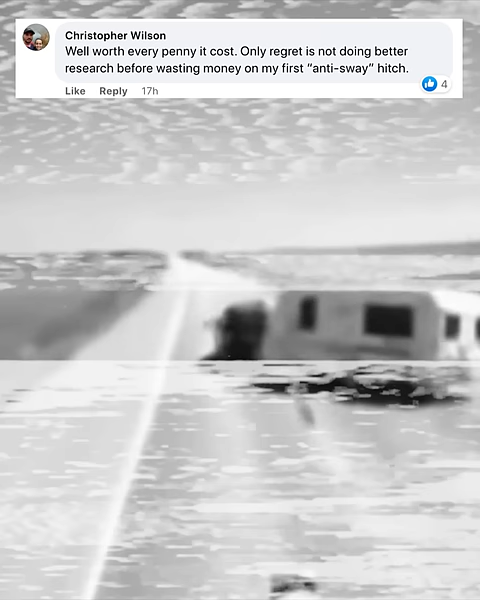 Christopher Wilson
Well worth every penny it cost. Only regret is not doing better
research before wasting money on my first “anti-sway” hitch.
Like Reply 17h
4